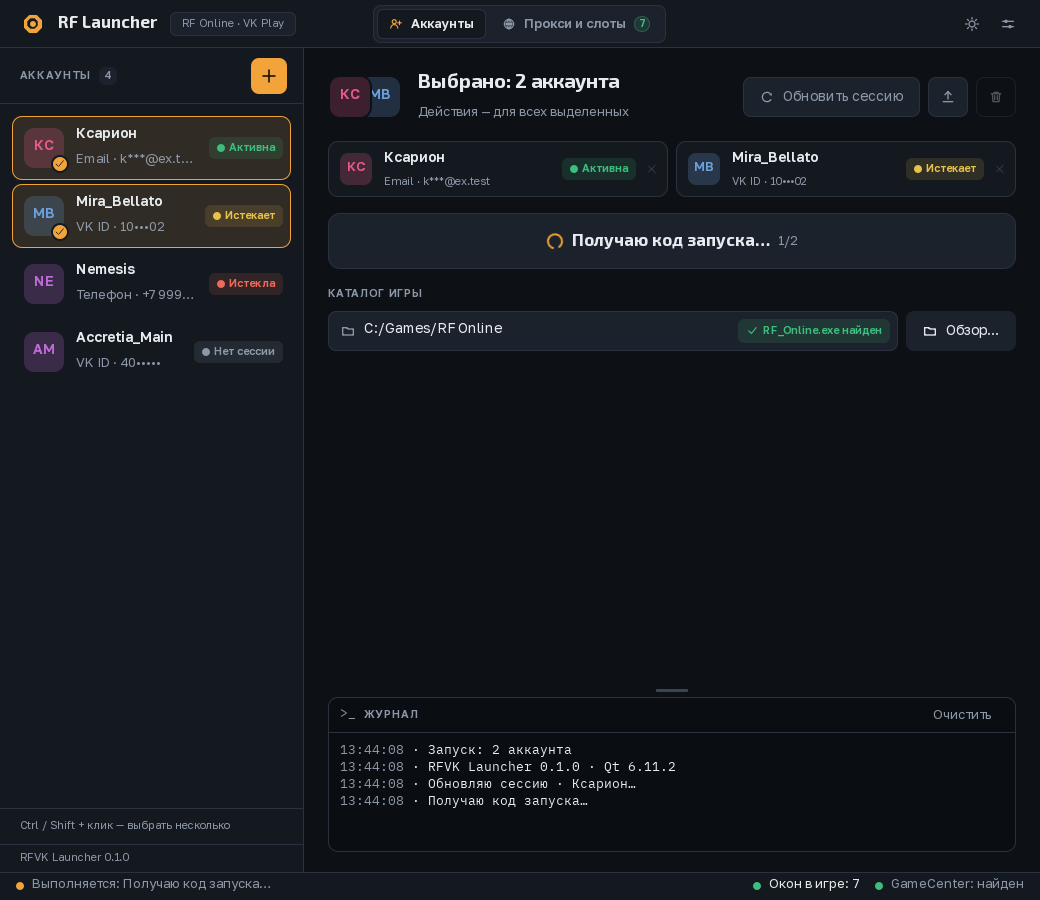 RF Launcher
RF Online · VK Play
Аккаунты
Прокси и слоты 7
АККАУНТЫ 4
KC
Ксарион
Email · k***@ex.t…
Активна
MB
Mira_Bellato
VK ID · 10•••02
Истекает
NE
Nemesis
Телефон · +7 999…
Истекла
AM
Accretia_Main
VK ID · 40•••••
Нет сессии
Ctrl / Shift + клик — выбрать несколько
RFVK Launcher 0.1.0
KC MB
Выбрано: 2 аккаунта
Действия — для всех выделенных
Обновить сессию
KC
Ксарион
Email · k***@ex.test
Активна
MB
Mira_Bellato
VK ID · 10•••02
Истекает
Получаю код запуска… 1/2
КАТАЛОГ ИГРЫ
C:/Games/RF Online
RF_Online.exe найден
Обзор…
>_ ЖУРНАЛ
Очистить
13:44:08 · Запуск: 2 аккаунта
13:44:08 · RFVK Launcher 0.1.0 · Qt 6.11.2
13:44:08 · Обновляю сессию · Ксарион…
13:44:08 · Получаю код запуска…
Выполняется: Получаю код запуска…
Окон в игре: 7
GameCenter: найден